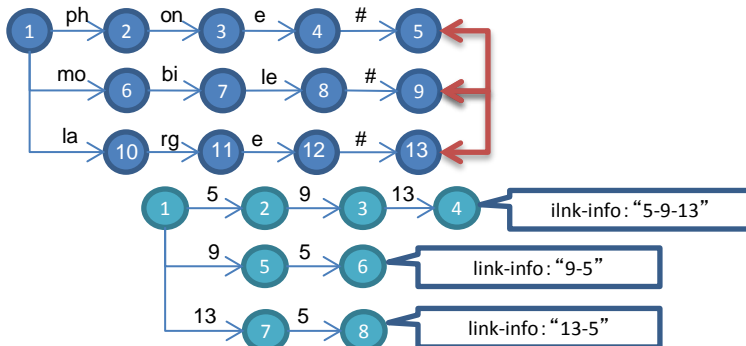 ph on e #
1 2 3 4 5
mo bi le #
6 7 8 9
la rg e #
10 11 12 13
5 9 13
1 2 3 4 ilnk-info:“5-9-13”
9 5
5 6 link-info:“9-5”
13 5
7 8 link-info:“13-5”